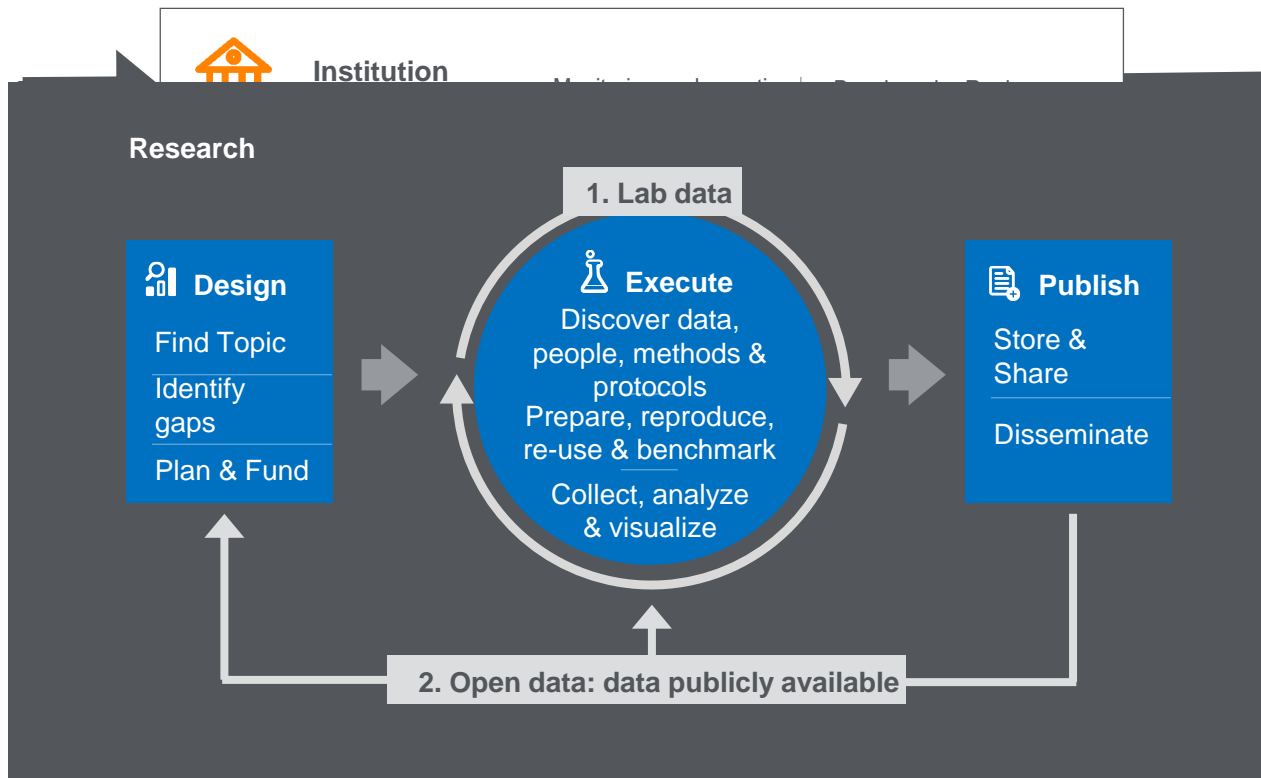 Institution
Research
1. Lab data
Design
Find Topic
Identify
gaps
Plan & Fund
Execute
Discover data,
people, methods &
protocols
Prepare, reproduce,
re-use & benchmark
Collect, analyze
& visualize
Publish
Store &
Share
Disseminate
2. Open data: data publicly available